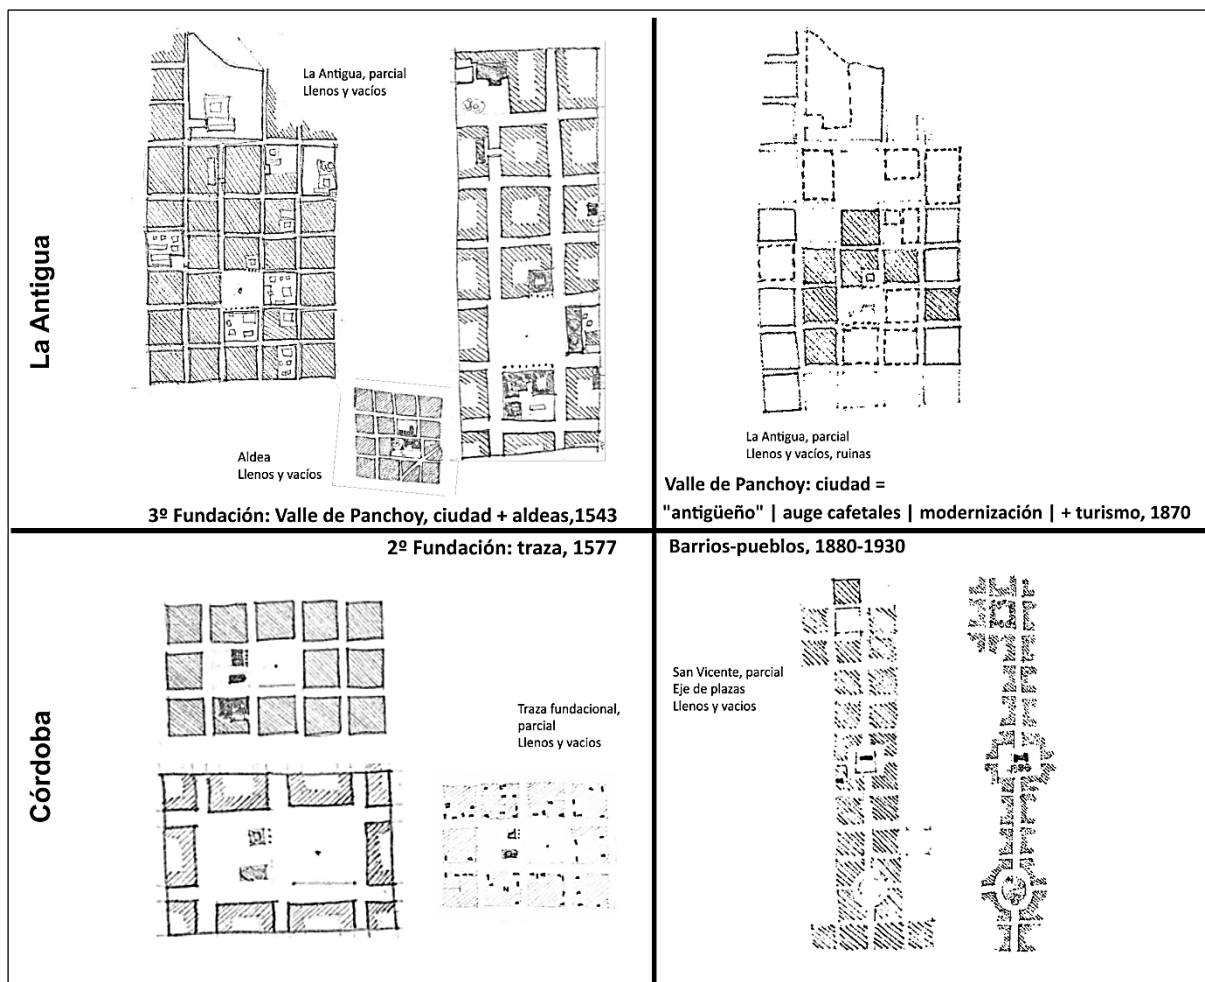 La Antigua
La Antigua, parcial
Llenos y vacíos
Aldea
Llenos y vacíos
3º Fundación: Valle de Panchoy, ciudad + aldeas,1543
La Antigua, parcial
Llenos y vacíos, ruinas
Valle de Panchoy: ciudad =
"antigüeño" | auge cafetales | modernización | + turismo, 1870
Córdoba
2º Fundación: traza, 1577
Traza fundacional,
parcial
Llenos y vacios
Barrios-pueblos, 1880-1930
San Vicente, parcial
Eje de plazas
Llenos y vacios